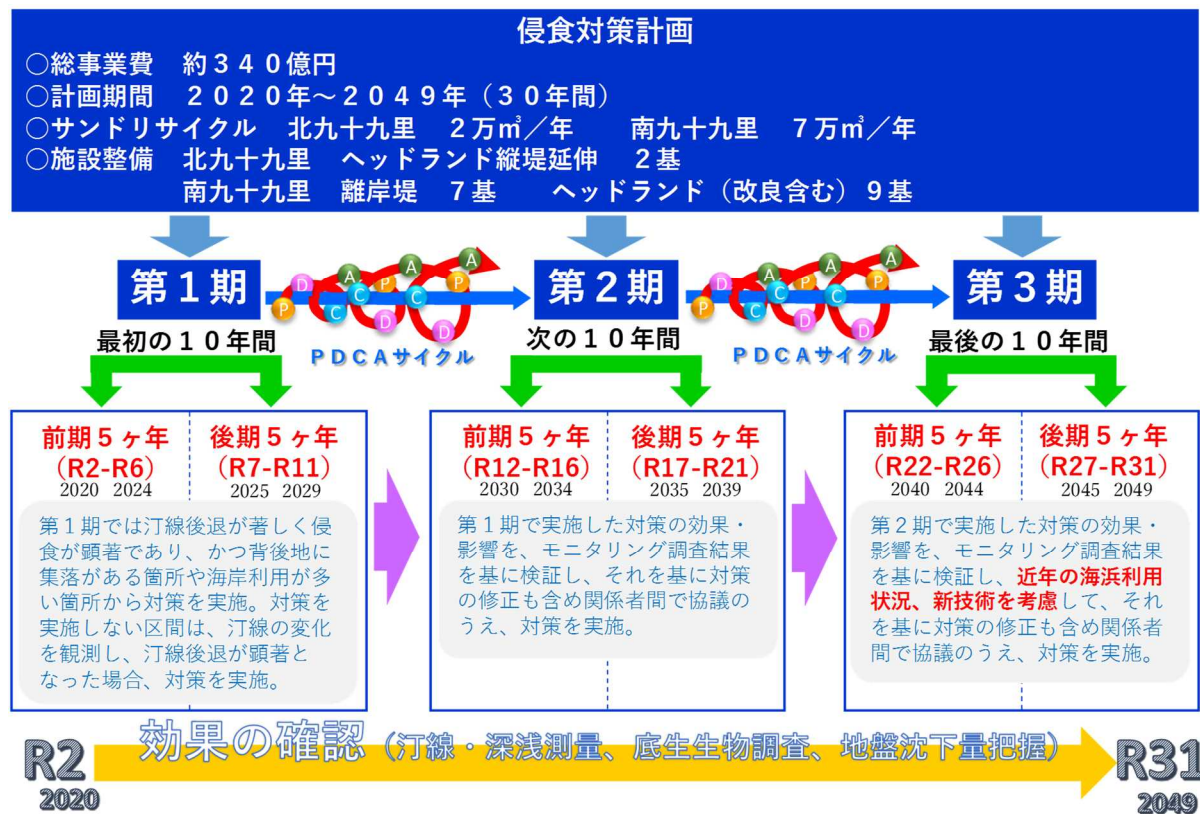 侵食対策計画
○総事業費　約３４０億円
○計画期間　２０２０年～２０４９年（３０年間）
○サンドリサイクル　北九十九里　２万㎥／年　　南九十九里　７万㎥／年
○施設整備　北九十九里　ヘッドランド縦堤延伸　２基
南九十九里　離岸堤　７基　　ヘッドランド（改良含む）９基
第１期
P D C A P C D A C D P A A
PDCAサイクル
第２期
P D C A P C D A C D P A A
PDCAサイクル
第３期
最初の１０年間
次の１０年間
最後の１０年間
前期５ヶ年
（R2-R6）
2020 2024
後期５ヶ年
（R7-R11）
2025 2029
第１期では汀線後退が著しく侵
食が顕著であり、かつ背後地に
集落がある箇所や海岸利用が多
い箇所から対策を実施。対策を
実施しない区間は、汀線の変化
を観測し、汀線後退が顕著と
なった場合、対策を実施。
前期５ヶ年
（R12-R16）
2030 2034
後期５ヶ年
（R17-R21）
2035 2039
第１期で実施した対策の効果・
影響を、モニタリング調査結果
を基に検証し、それを基に対策
の修正も含め関係者間で協議の
うえ、対策を実施。
前期５ヶ年
（R22-R26）
2040 2044
後期５ヶ年
（R27-R31）
2045 2049
第２期で実施した対策の効果・
影響を、モニタリング調査結果
を基に検証し、近年の海浜利用
状況、新技術を考慮して、それ
を基に対策の修正も含め関係者
間で協議のうえ、対策を実施。
効果の確認（汀線・深浅測量、底生生物調査、地盤沈下量把握）
R2
2020
R31
2049